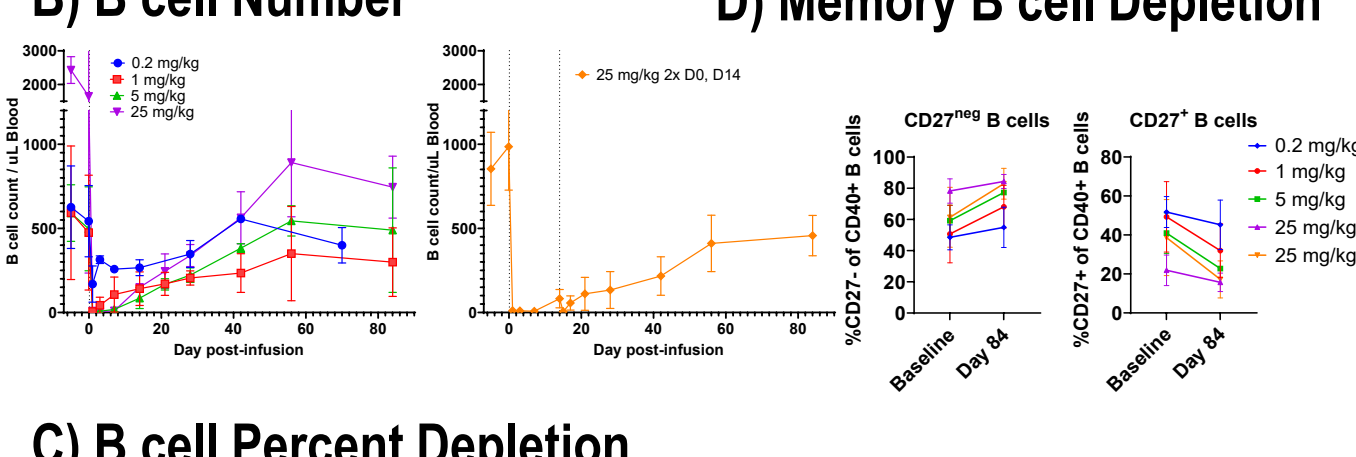 B) B cell Number
D) Memory B cell Depletion
B cell count / uL Blood
3000
2000
1000
500
0
0.2 mg/kg
1 mg/kg
5 mg/kg
25 mg/kg
0 20 40 60 80
Day post-infusion
B cell count/uL Blood
3000
2000
1000
500
0
25 mg/kg 2x D0, D14
0 20 40 60 80
Day post-infusion
CD27neg B cells
%CD27- of CD40+ B cells
100
80
60
40
20
0
Baseline
Day 84
CD27+ B cells
%CD27+ of CD40+ B cells
80
60
40
20
0
Baseline
Day 84
0.2 mg/kg
1 mg/kg
5 mg/kg
25 mg/kg
25 mg/kg
C) B cell Percent Depletion